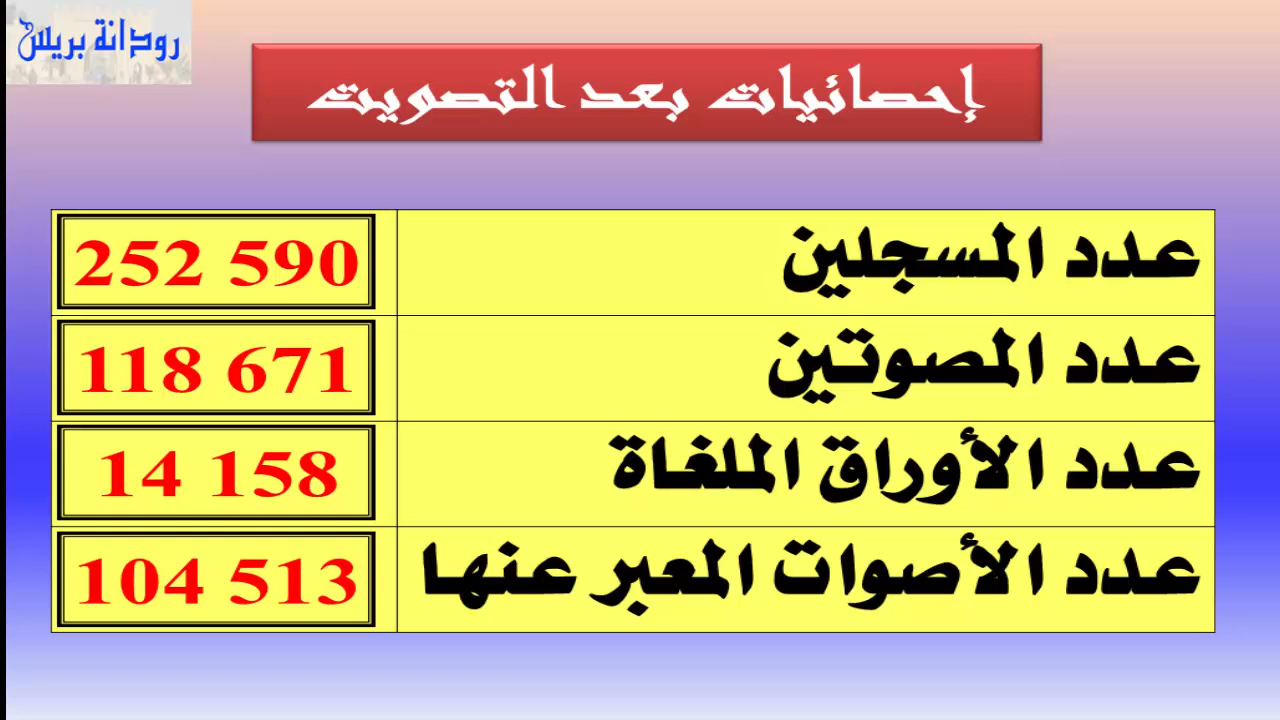 رودانة بريس
إحصائيات بعد التصويت
عدد المسجلين 252 590
عدد المصوتين 118 671
عدد الأوراق الملغاة 14 158
عدد الأصوات المعبر عنها 104 513